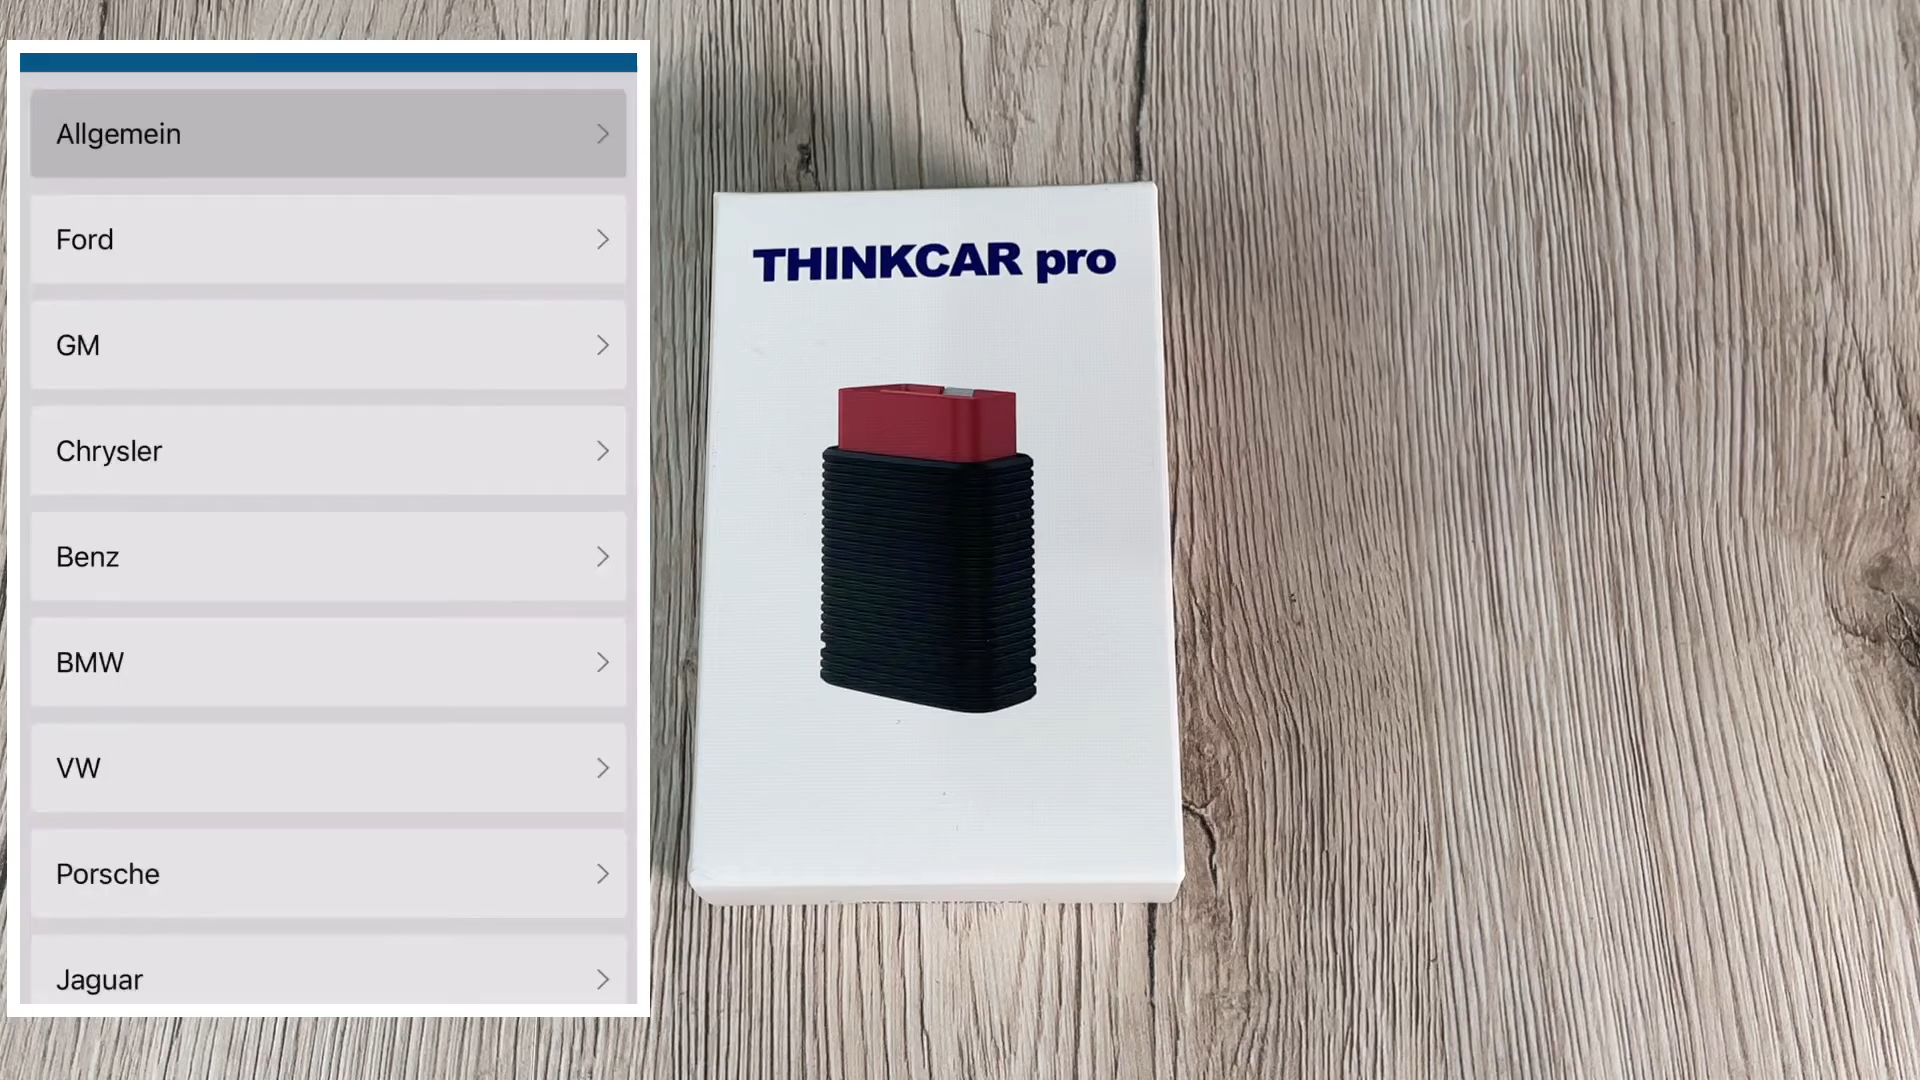 Allgemein
Ford
GM
Chrysler
Benz
BMW
VW
Porsche
Jaguar
THINKCAR pro